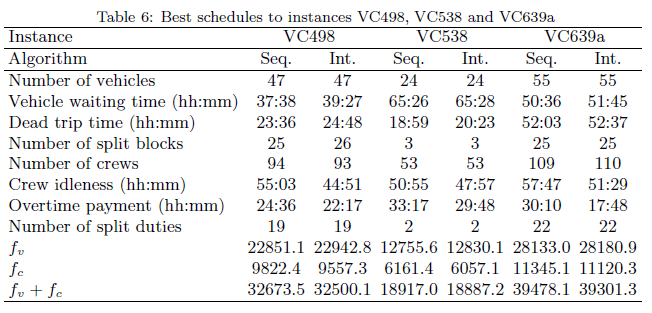 Table 6: Best schedules to instances VC498, VC538 and VC639a
Instance VC498 VC538 VC639a
Algorithm Seq. Int. Seq. Int. Seq. Int.
Number of vehicles 47 47 24 24 55 55
Vehicle waiting time (hh:mm) 37:38 39:27 65:26 65:28 50:36 51:45
Dead trip time (hh:mm) 23:36 24:48 18:59 20:23 52:03 52:37
Number of split blocks 25 26 3 3 25 25
Number of crews 94 93 53 53 109 110
Crew idleness (hh:mm) 55:03 44:51 50:55 47:57 57:47 51:29
Overtime payment (hh:mm) 24:36 22:17 33:17 29:48 30:10 17:48
Number of split duties 19 19 2 2 22 22
fv 22851.1 22942.8 12755.6 12830.1 28133.0 28180.9
fc 9822.4 9557.3 6161.4 6057.1 11345.1 11120.3
fv + fc 32673.5 32500.1 18917.0 18887.2 39478.1 39301.3